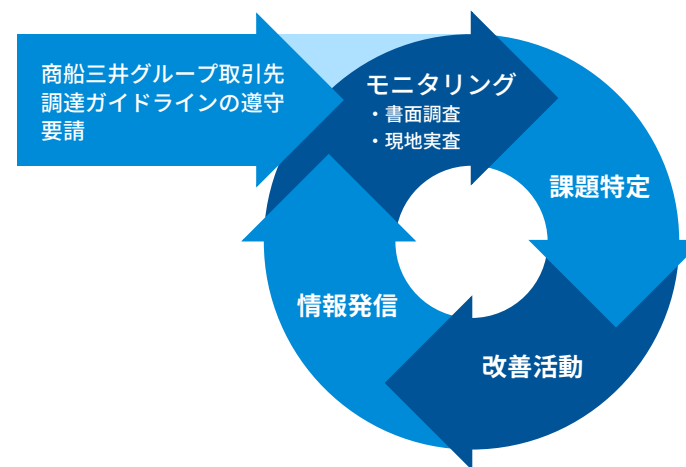 商船三井グループ取引先
調達ガイドラインの遵守
要請
モニタリング
・書面調査
・現地実査
課題特定
改善活動
情報発信